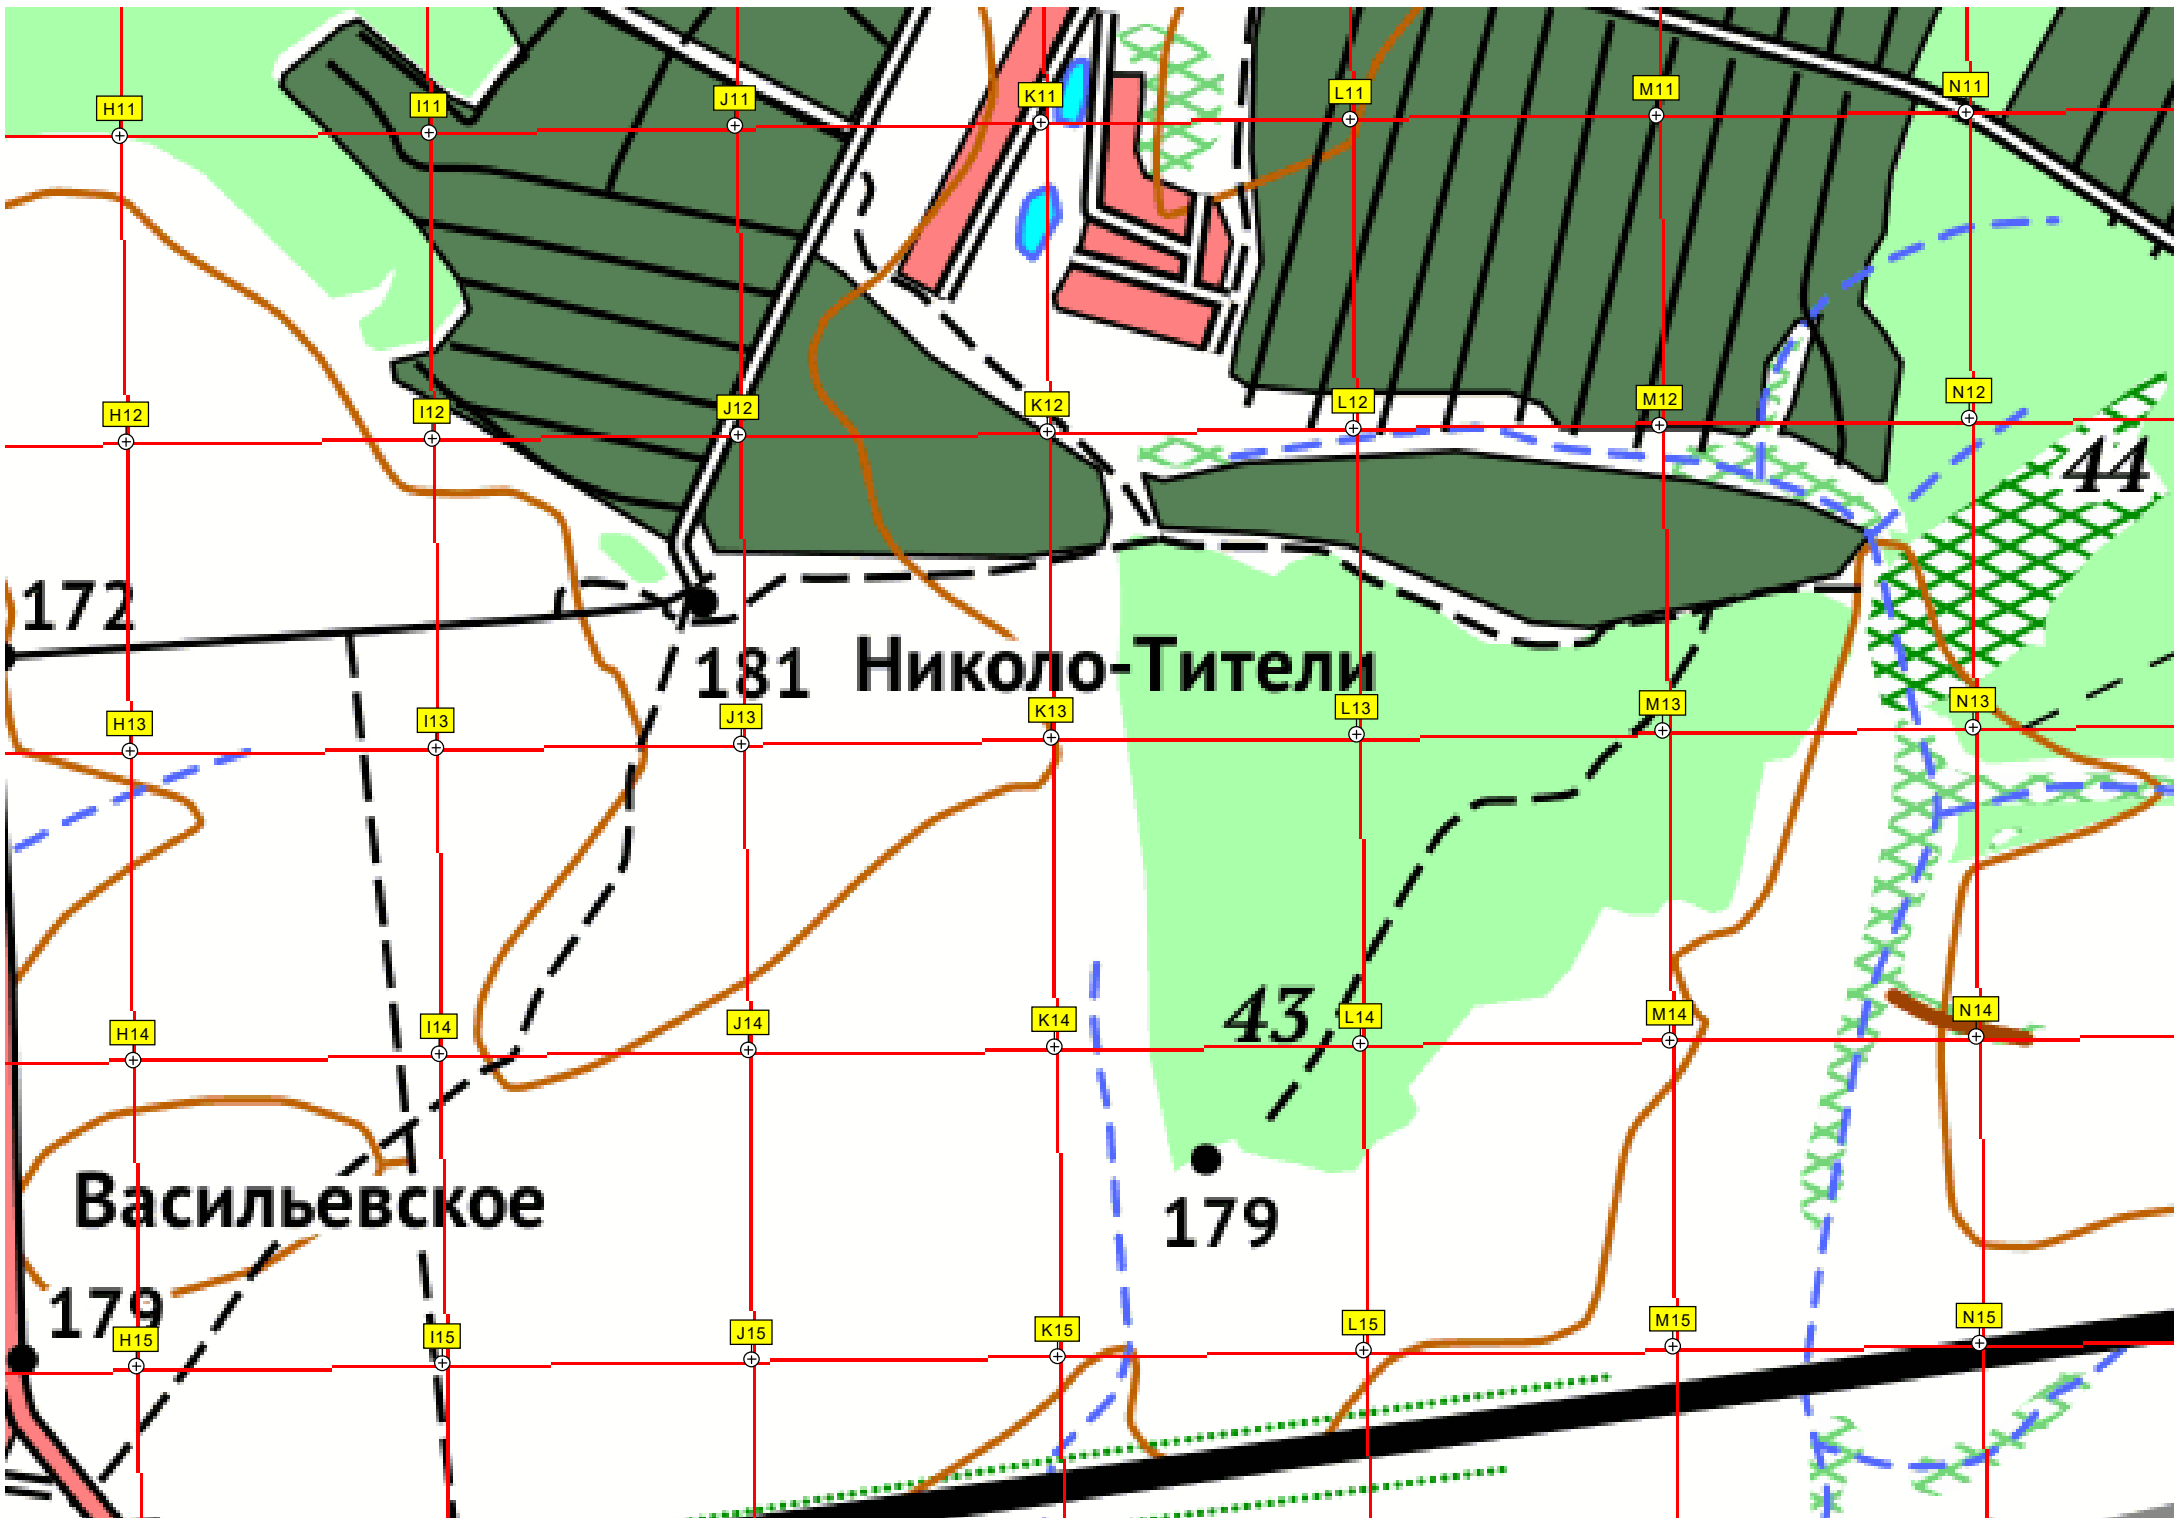 H11 I11 J11 K11 L11 M11 N11
H12 I12 J12 K12 L12 M12 N12
44
172
181 Николо-Тители
H13 I13 J13 K13 L13 M13 N13
43
H14 I14 J14 K14 L14 M14 N14
Васильевское
179
179
H15 I15 J15 K15 L15 M15 N15